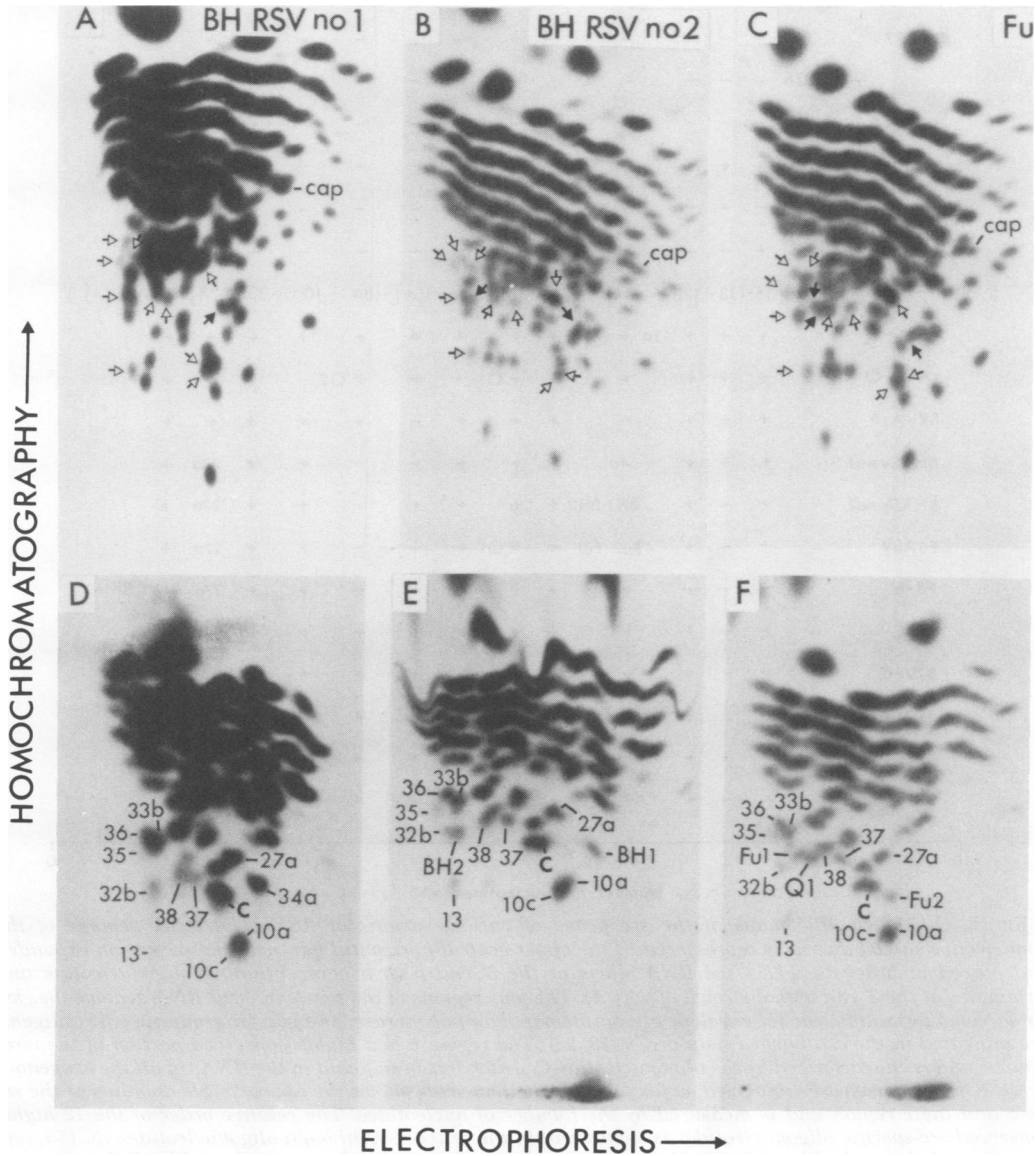 A
BH RSV no 1
B
BH RSV no2
C
Fu
cap
cap
cap
HOMOCHROMATOGRAPHY
D
E
F
33b
36
35
32b
38
37
27a
34a
C
10a
10c
13
33b
36
35
32b
BH2
38
37
27a
C
BH1
10a
10c
13
36
33b
35
Fu1
32b
Q1
38
37
27a
C
Fu2
10c
10a
13
ELECTROPHORESIS